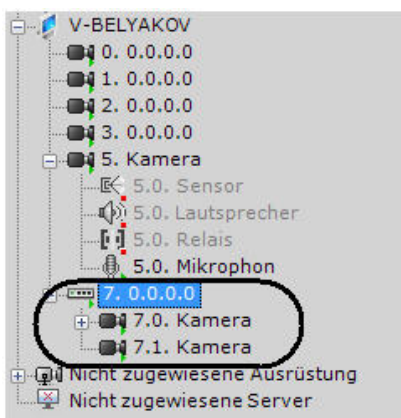 V-BELYAKOV
0. 0.0.0.0
1. 0.0.0.0
2. 0.0.0.0
3. 0.0.0.0
5. Kamera
5.0. Sensor
5.0. Lautsprecher
5.0. Relais
5.0. Mikrophon
7. 0.0.0.0
7.0. Kamera
7.1. Kamera
Nicht zugewiesene Ausrüstung
Nicht zugewiesene Server